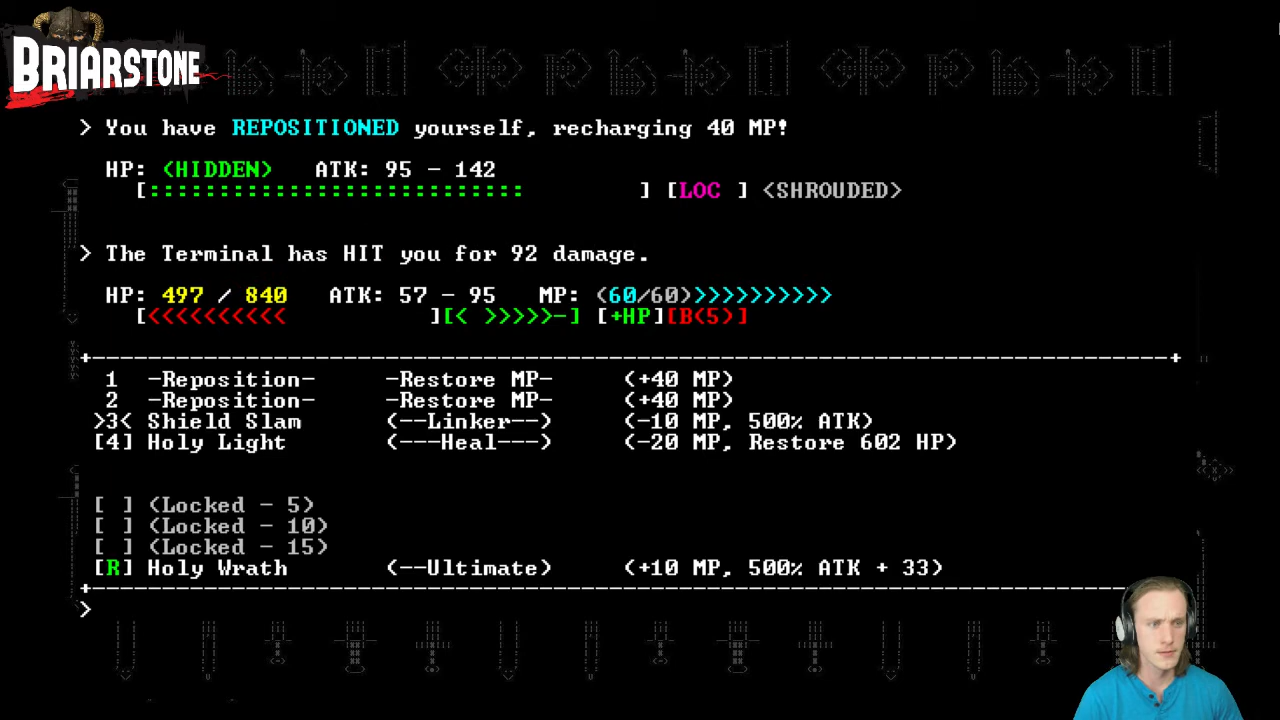 BRIARSTONE
> You have REPOSITIONED yourself, recharging 40 MP!
HP: <HIDDEN> ATK: 95 - 142
[::::::::::::::::::::::::::: ] [LOC ] <SHROUDED>
> The Terminal has HIT you for 92 damage.
HP: 497 / 840 ATK: 57 - 95 MP: (60/60)>>>>>>>>>>
[<<<<<<<<<< ][< >>>>>-] [+HP][B(5)]
1 -Reposition- -Restore MP- (+40 MP)
2 -Reposition- -Restore MP- (+40 MP)
>3< Shield Slam (--Linker--) (-10 MP, 500% ATK)
[4] Holy Light (---Heal---) (-20 MP, Restore 602 HP)
[ ] (Locked - 5)
[ ] (Locked - 10)
[ ] (Locked - 15)
[R] Holy Wrath (--Ultimate) (+10 MP, 500% ATK + 33)
>